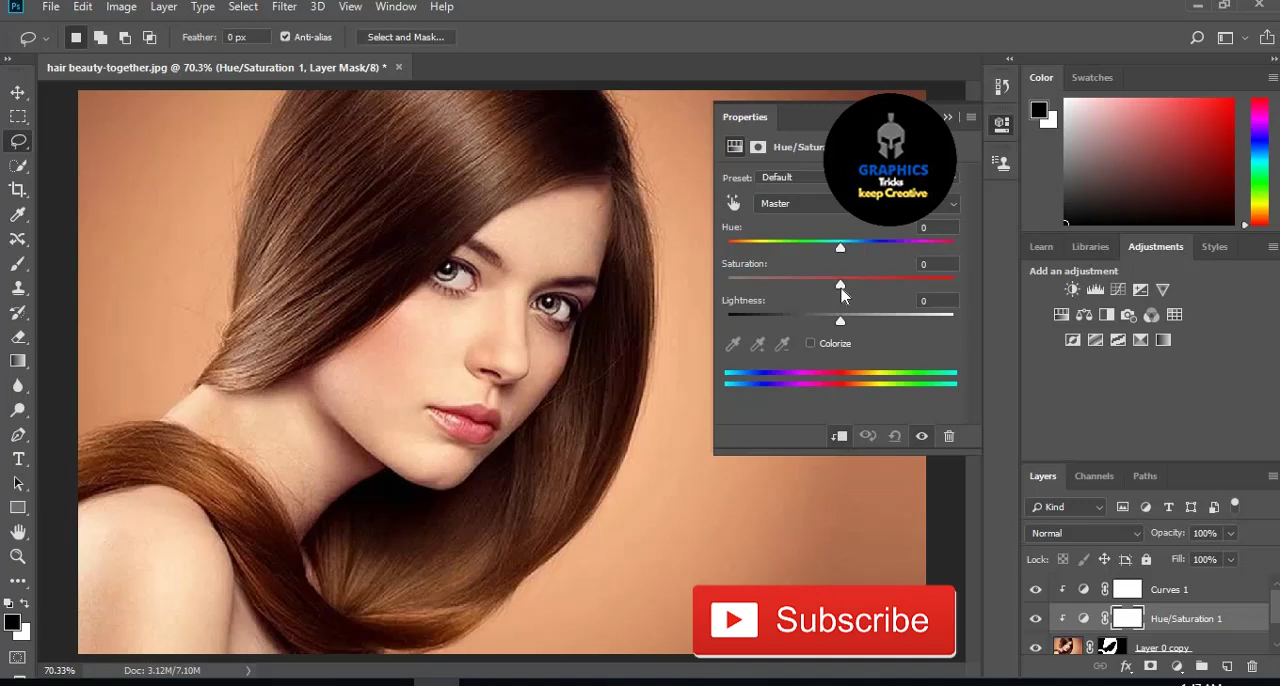 Ps File Edit Image Layer Type Select Filter 3D View Window Help
Feather: 0 px Anti-alias Select and Mask...
hair beauty-together.jpg @ 70.3% (Hue/Saturation 1, Layer Mask/8) * ×
Properties
Hue/Satura
Preset: Default
Master
Hue: 0
Saturation: 0
Lightness: 0
Colorize
GRAPHICS
Tricks
keep Creative
Color Swatches
Learn Libraries Adjustments Styles
Add an adjustment
Layers Channels Paths
Kind
Normal Opacity: 100%
Lock: Fill: 100%
Curves 1
Hue/Saturation 1
Layer 0 copy
Subscribe
70.33% Doc: 3.12M/7.10M